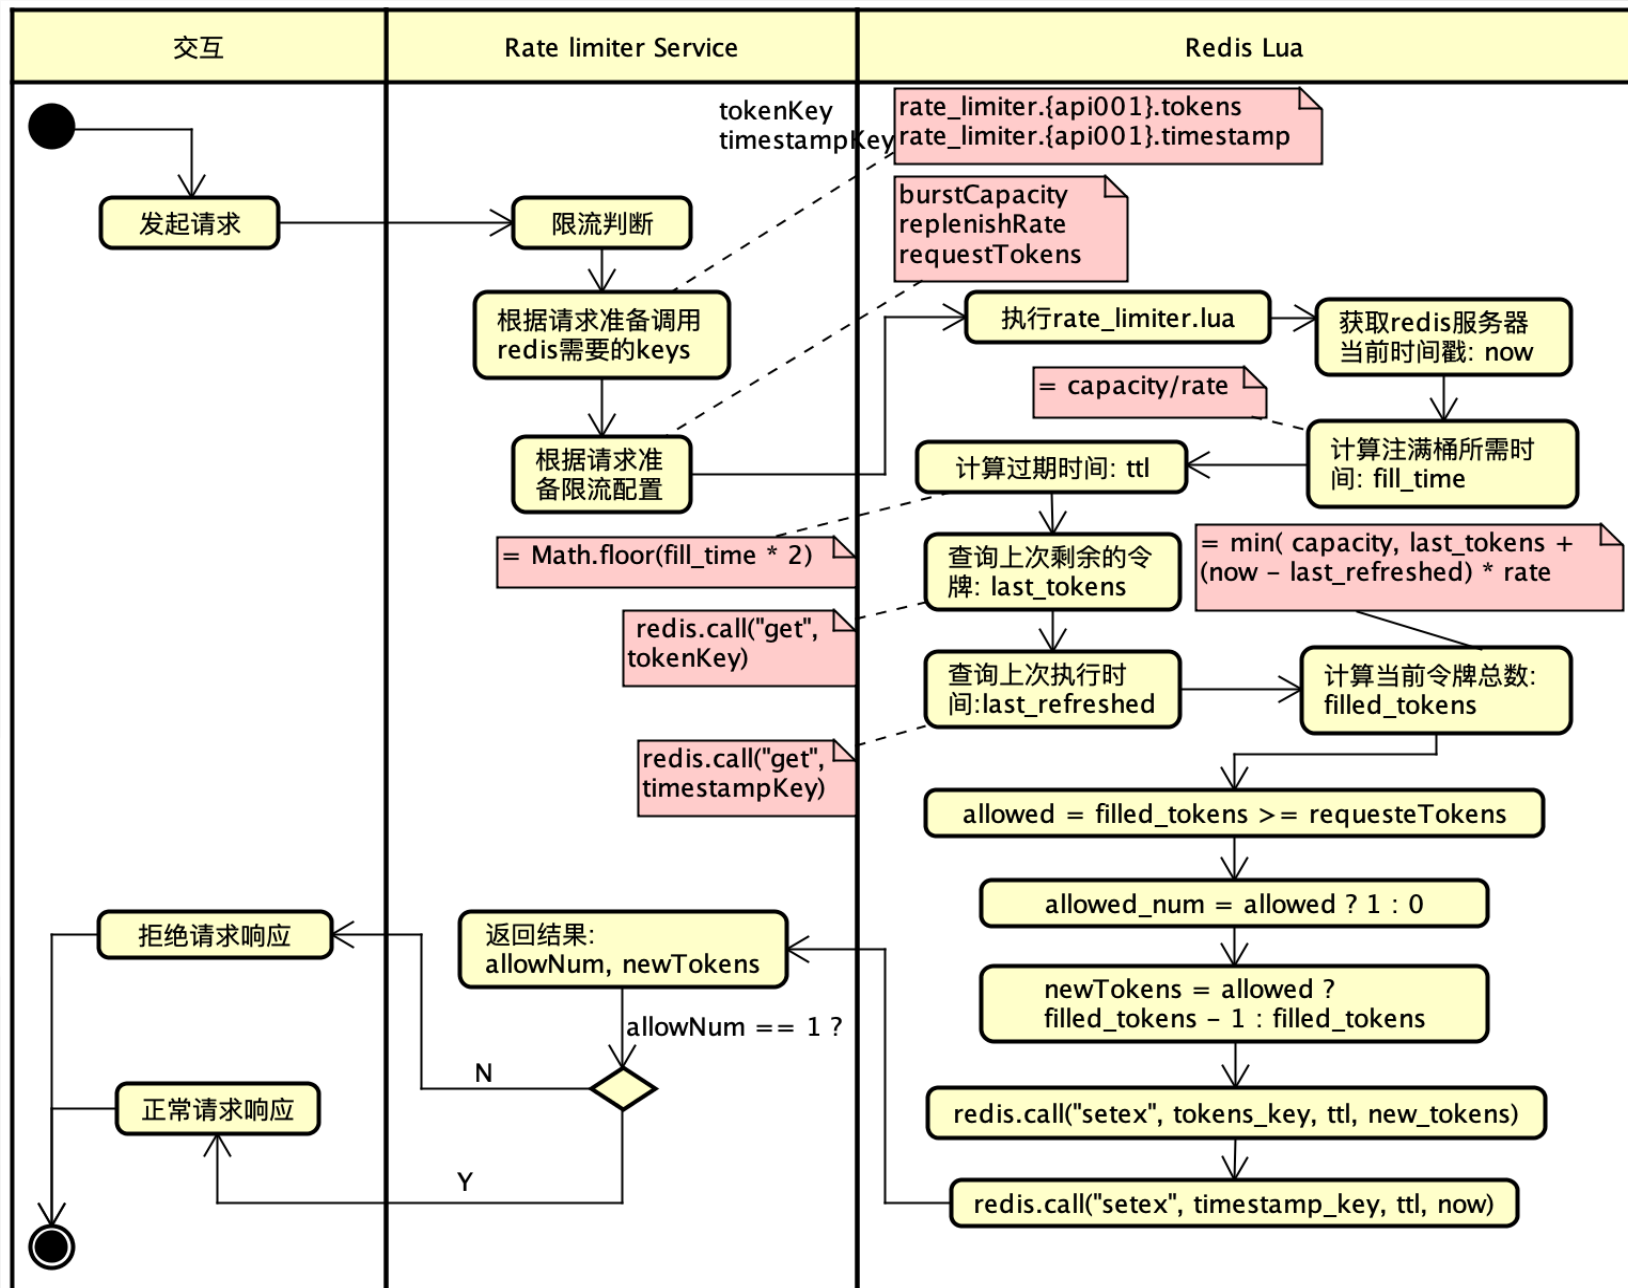 交互
Rate limiter Service
Redis Lua
tokenKey
timestampKey
rate_limiter.{api001}.tokens
rate_limiter.{api001}.timestamp
burstCapacity
replenishRate
requestTokens
发起请求
限流判断
根据请求准备调用
redis需要的keys
根据请求准
备限流配置
执行rate_limiter.lua
获取redis服务器
当前时间戳: now
= capacity/rate
计算注满桶所需时
间: fill_time
计算过期时间: ttl
= Math.floor(fill_time * 2)
查询上次剩余的令
牌: last_tokens
redis.call("get",
tokenKey)
= min( capacity, last_tokens +
(now - last_refreshed) * rate
查询上次执行时
间:last_refreshed
redis.call("get",
timestampKey)
计算当前令牌总数:
filled_tokens
allowed = filled_tokens >= requesteTokens
allowed_num = allowed ? 1 : 0
newTokens = allowed ?
filled_tokens - 1 : filled_tokens
redis.call("setex", tokens_key, ttl, new_tokens)
redis.call("setex", timestamp_key, ttl, now)
返回结果:
allowNum, newTokens
allowNum == 1 ?
N
Y
拒绝请求响应
正常请求响应